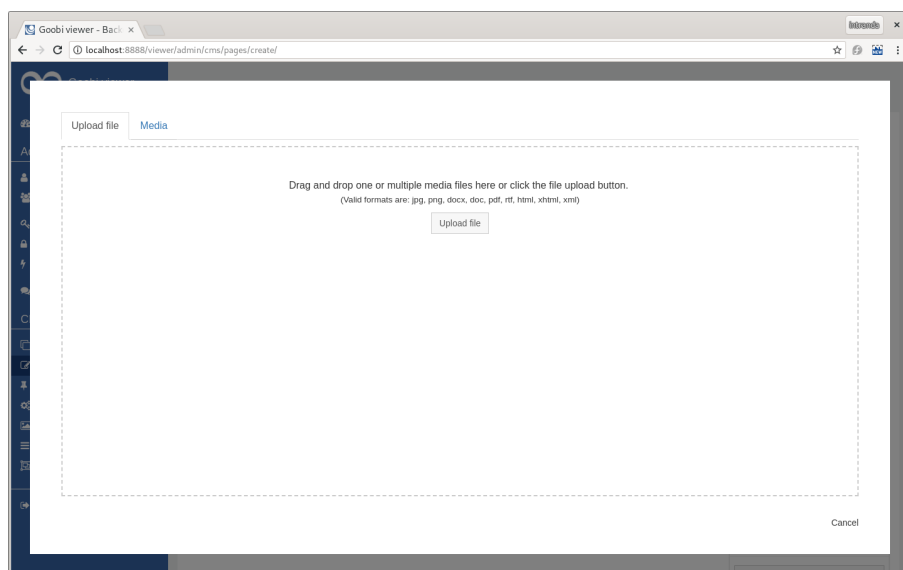 Goobi viewer - Back
intranda
localhost:8888/viewer/admin/cms/pages/create/
Upload file
Media
Drag and drop one or multiple media files here or click the file upload button.
(Valid formats are: jpg, png, docx, doc, pdf, rtf, html, xhtml, xml)
Upload file
Cancel